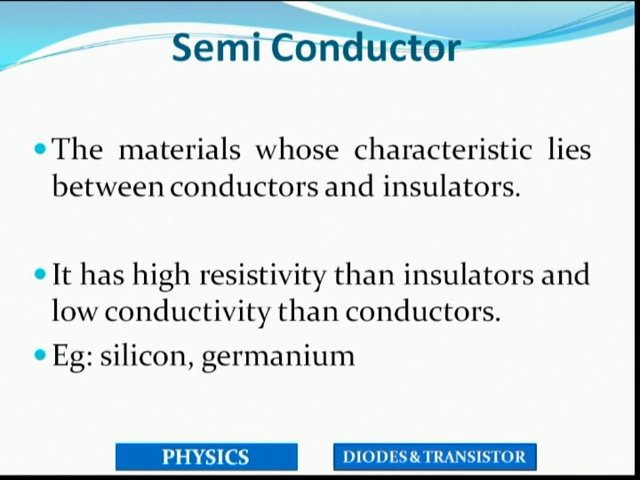 Semi Conductor
The materials whose characteristic lies
between conductors and insulators.
It has high resistivity than insulators and
low conductivity than conductors.
Eg: silicon, germanium
PHYSICS
DIODES & TRANSISTOR